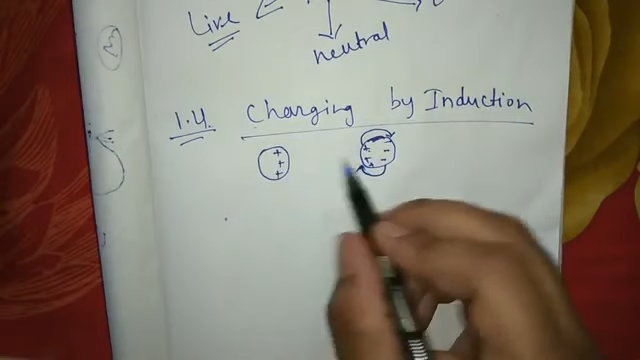 Live
neutral
1.4. Charging by Induction
+ + -
+ + -
+ + -